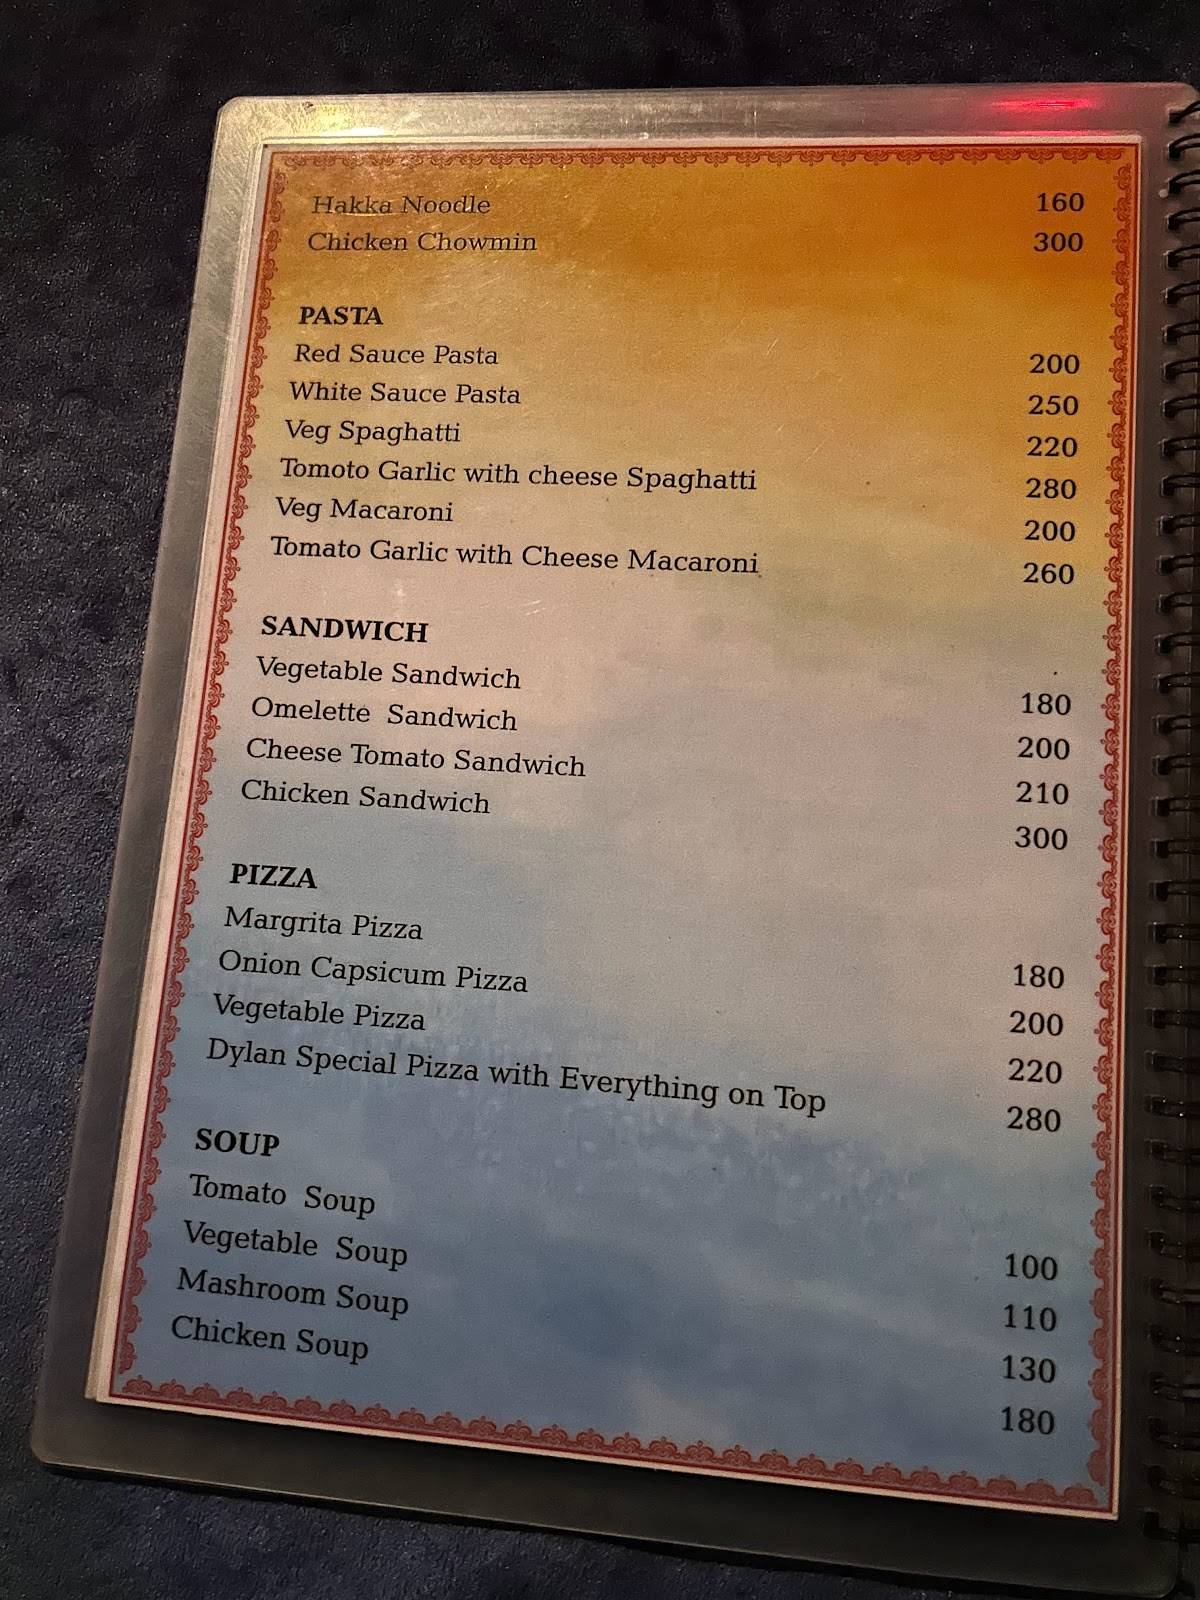 Hakka Noodle 160
Chicken Chowmin 300
PASTA
Red Sauce Pasta 200
White Sauce Pasta 250
Veg Spaghatti 220
Tomoto Garlic with cheese Spaghatti 280
Veg Macaroni 200
Tomato Garlic with Cheese Macaroni 260
SANDWICH
Vegetable Sandwich 180
Omelette Sandwich 200
Cheese Tomato Sandwich 210
Chicken Sandwich 300
PIZZA
Margrita Pizza 180
Onion Capsicum Pizza 200
Vegetable Pizza 220
Dylan Special Pizza with Everything on Top 280
SOUP
Tomato Soup 100
Vegetable Soup 110
Mashroom Soup 130
Chicken Soup 180